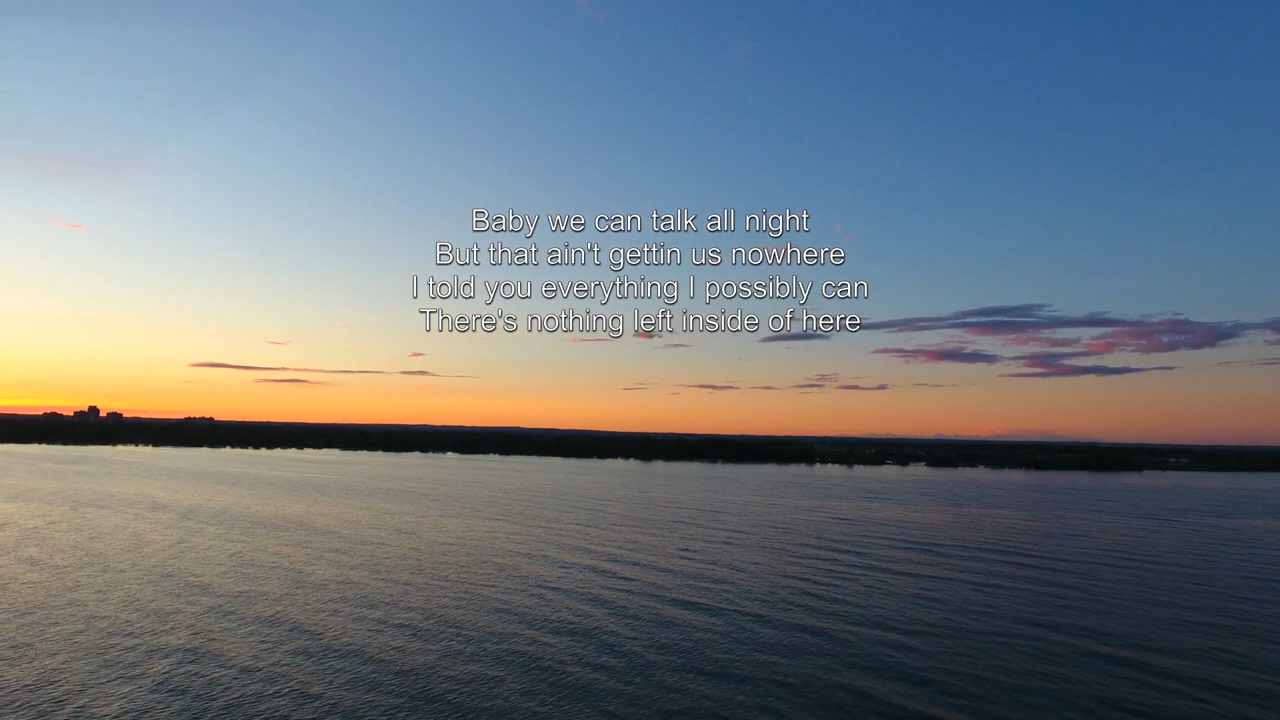 Baby we can talk all night
But that ain't gettin us nowhere
I told you everything I possibly can
There's nothing left inside of here